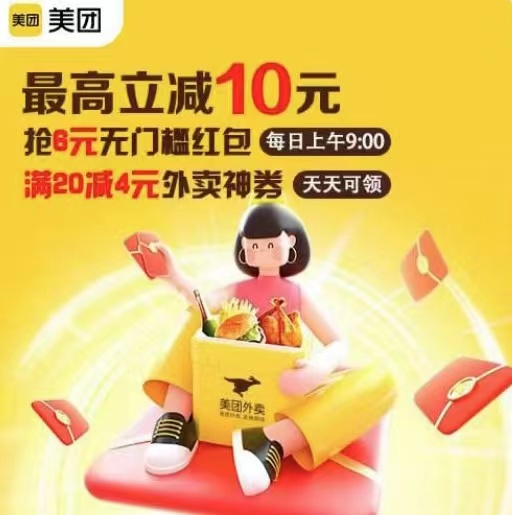 美团 美团
最高立减10元
抢6元无门槛红包 每日上午9:00
满20减4元外卖神券 天天可领
美团外卖